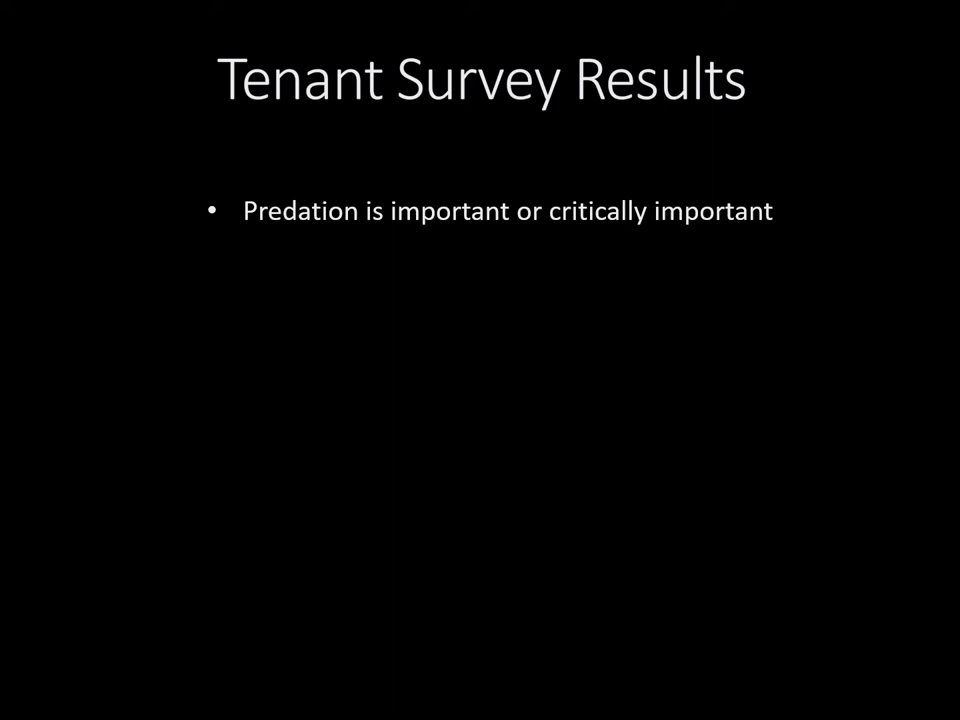 Tenant Survey Results
• Predation is important or critically important